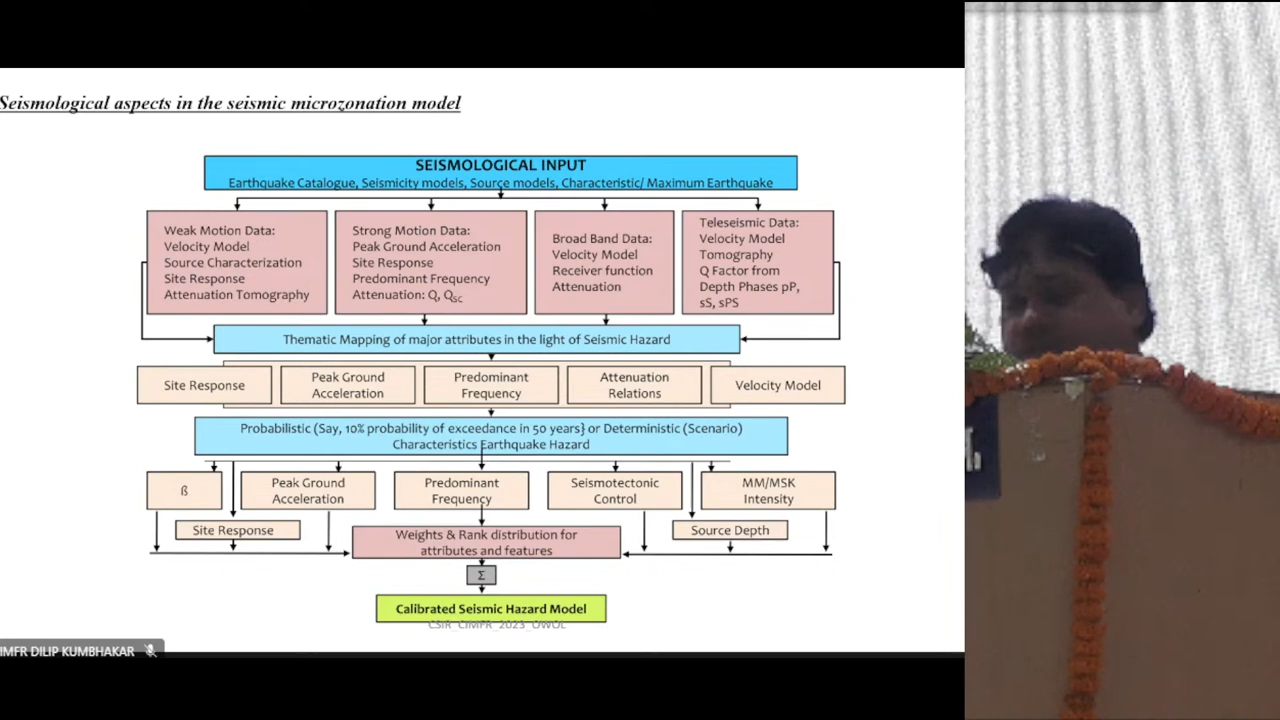 Seismological aspects in the seismic microzonation model
SEISMOLOGICAL INPUT
Earthquake Catalogue, Seismicity models, Source models, Characteristic/ Maximum Earthquake
Weak Motion Data:
Velocity Model
Source Characterization
Site Response
Attenuation Tomography
Strong Motion Data:
Peak Ground Acceleration
Site Response
Predominant Frequency
Attenuation: Q, QSC
Broad Band Data:
Velocity Model
Receiver function
Attenuation
Teleseismic Data:
Velocity Model
Tomography
Q Factor from
Depth Phases pP,
sS, sPS
Thematic Mapping of major attributes in the light of Seismic Hazard
Site Response
Peak Ground
Acceleration
Predominant
Frequency
Attenuation
Relations
Velocity Model
Probabilistic (Say, 10% probability of exceedance in 50 years} or Deterministic (Scenario)
Characteristics Earthquake Hazard
ß
Peak Ground
Acceleration
Predominant
Frequency
Seismotectonic
Control
MM/MSK
Intensity
Site Response
Source Depth
Weights & Rank distribution for
attributes and features
Σ
Calibrated Seismic Hazard Model
CSIR_CIMFR_2023_OWOL
IMFR DILIP KUMBHAKAR